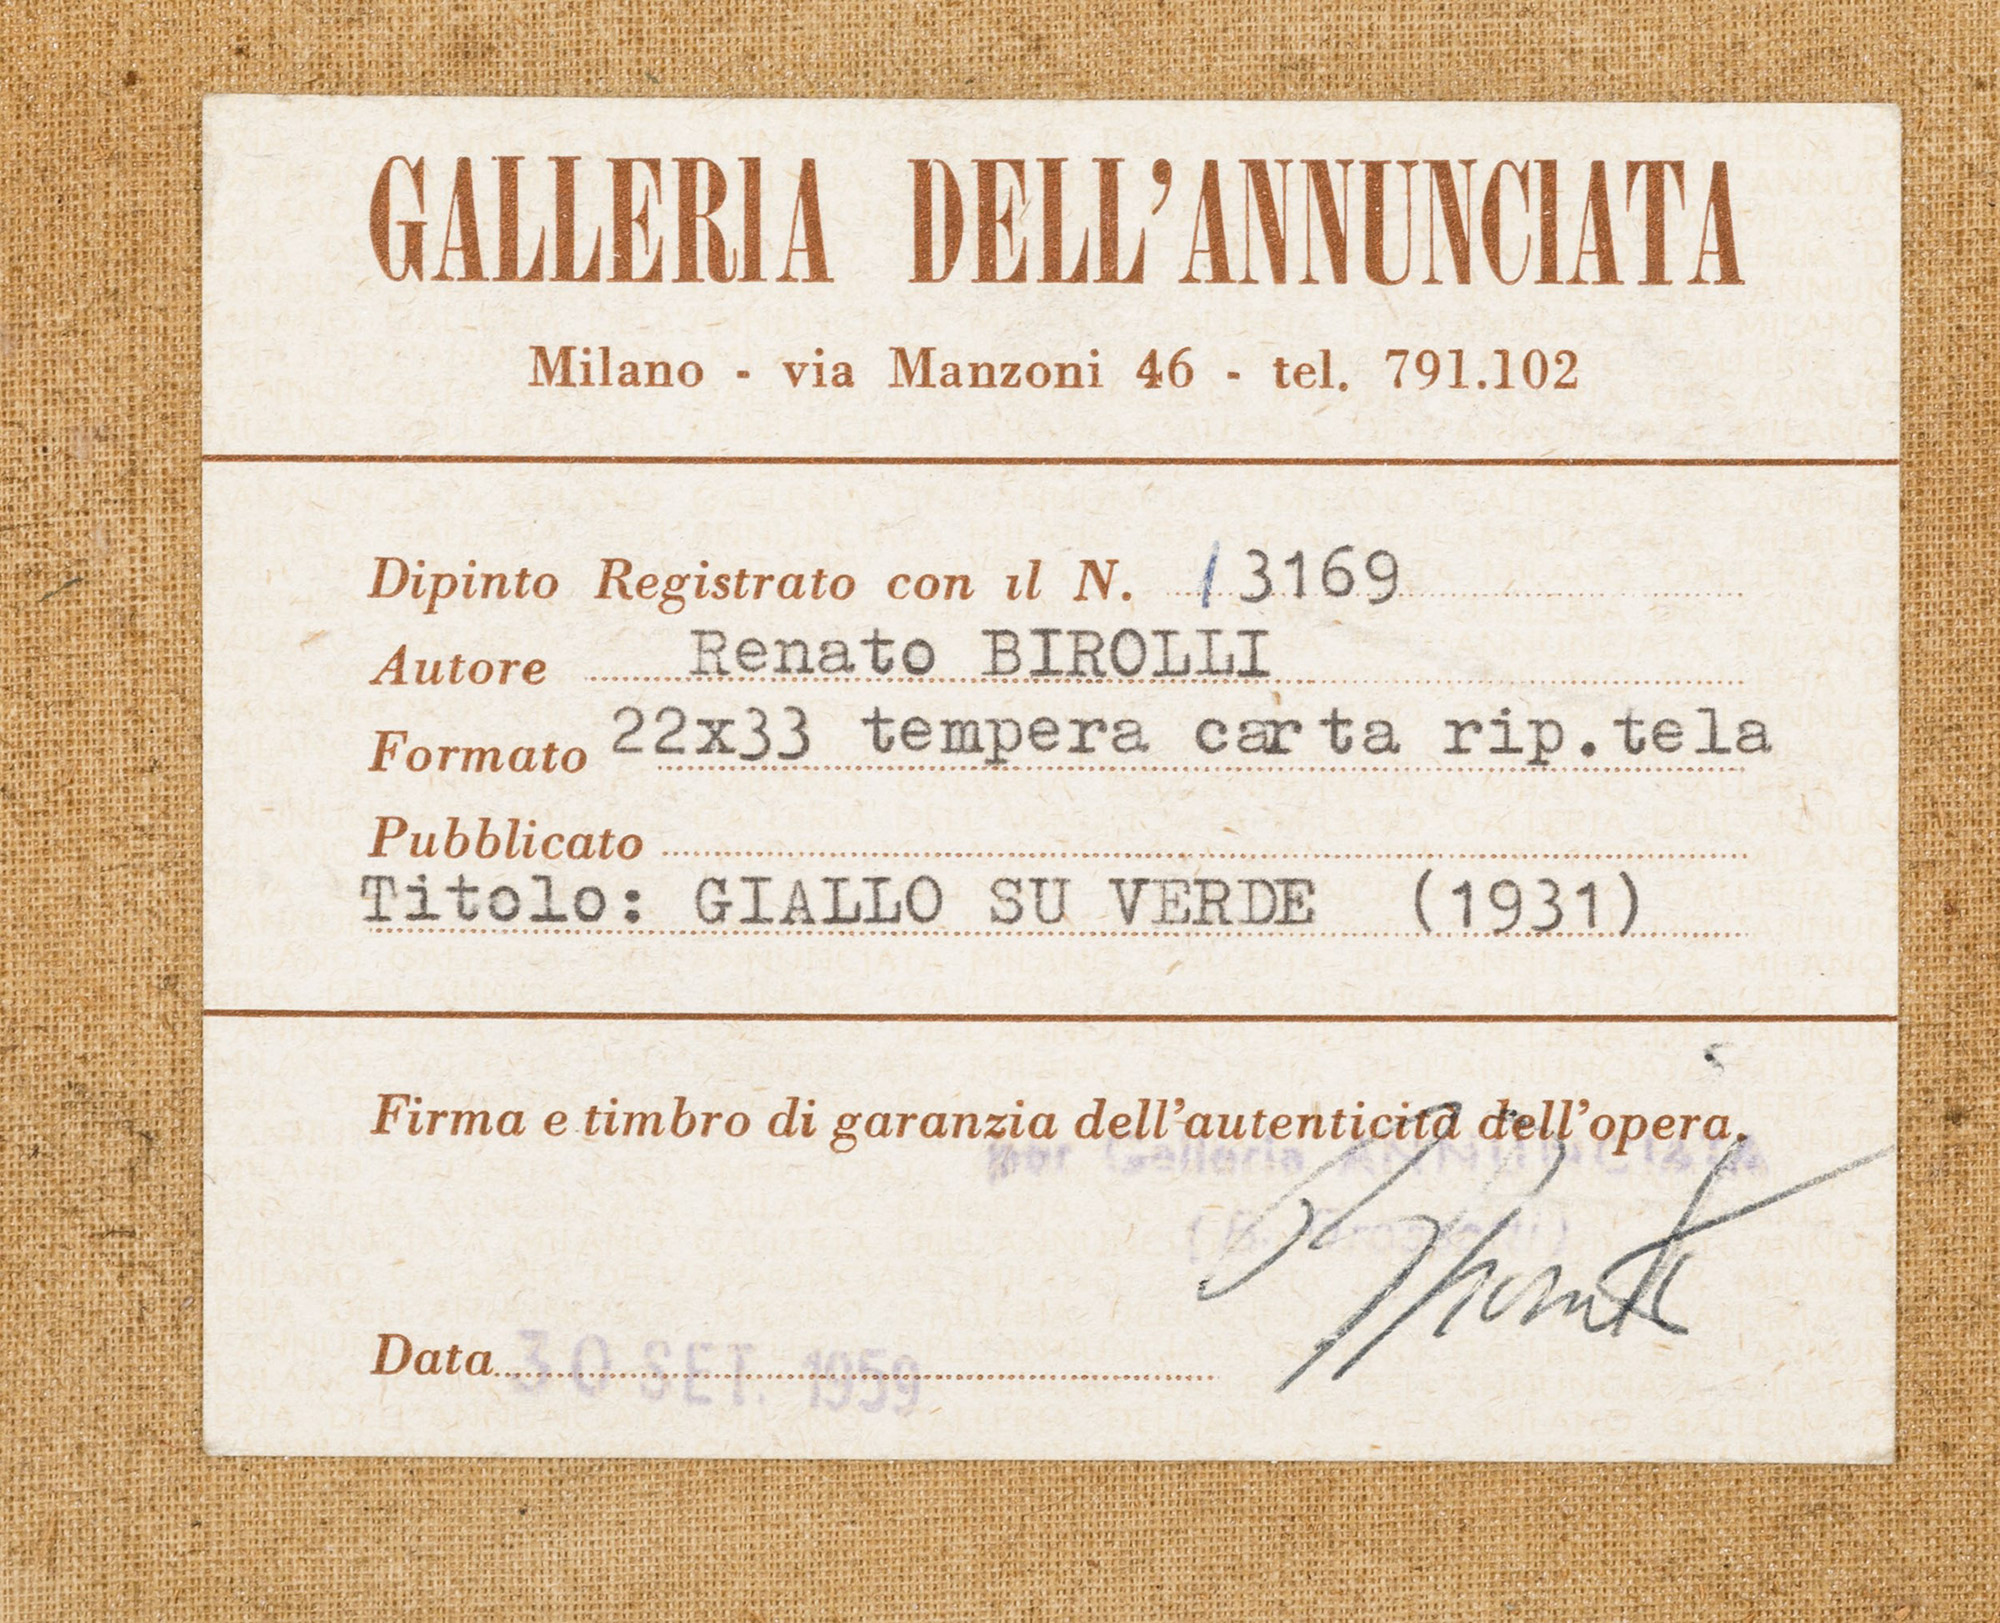 GALLERIA DELL'ANNUNCIATA
Milano - via Manzoni 46 - tel. 791.102
Dipinto Registrato con il N. /3169
Autore Renato BIROLLI
Formato 22x33 tempera carta rip.tela
Pubblicato
Titolo: GIALLO SU VERDE (1931)
Firma e timbro di garanzia dell'autenticità dell'opera.
per Galleria ANNUNCIATA
Data 30 SET. 1959